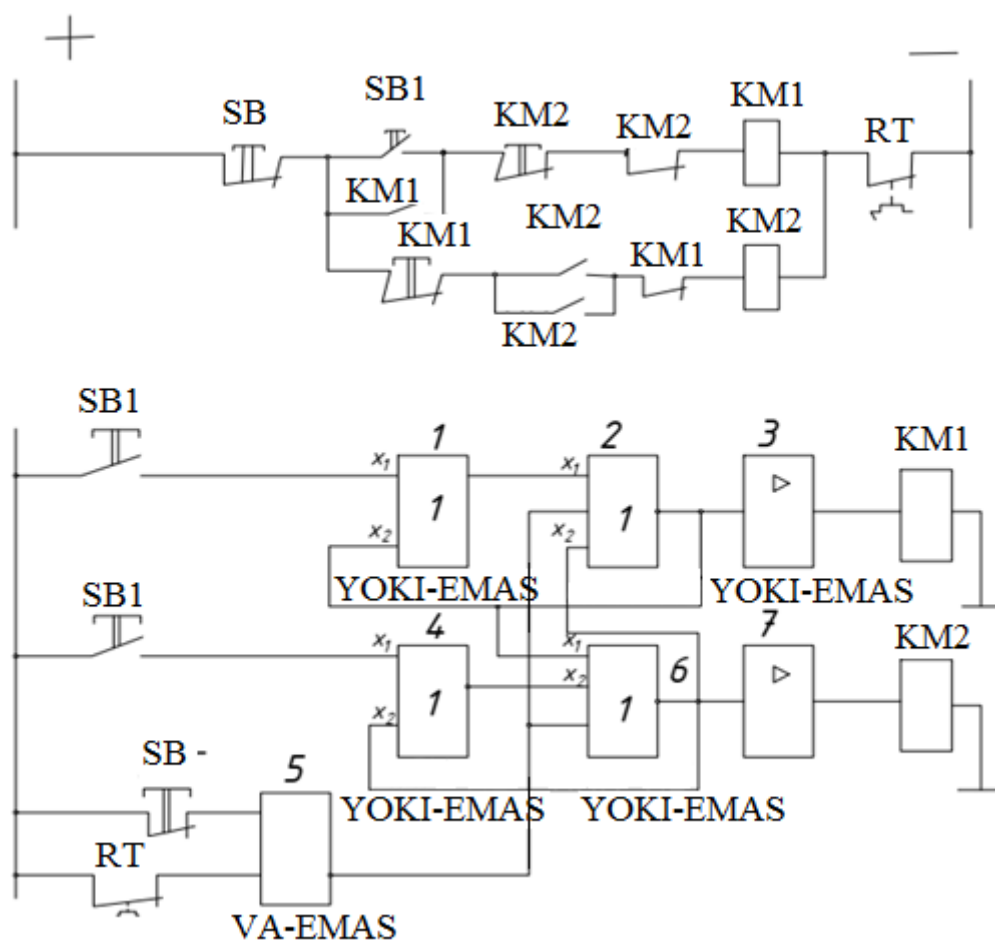 + −
SB SB1 KM2 KM2 KM1 RT
KM1 KM2 KM2
KM1 KM1
KM2
SB1 1 2 3 KM1
x₁ 1 x₁ 1
x₂ x₂
YOKI-EMAS YOKI-EMAS
SB1 4 6 7 KM2
x₁ 1 x₁ 1
x₂ x₂
SB - 5 YOKI-EMAS YOKI-EMAS
RT
VA-EMAS